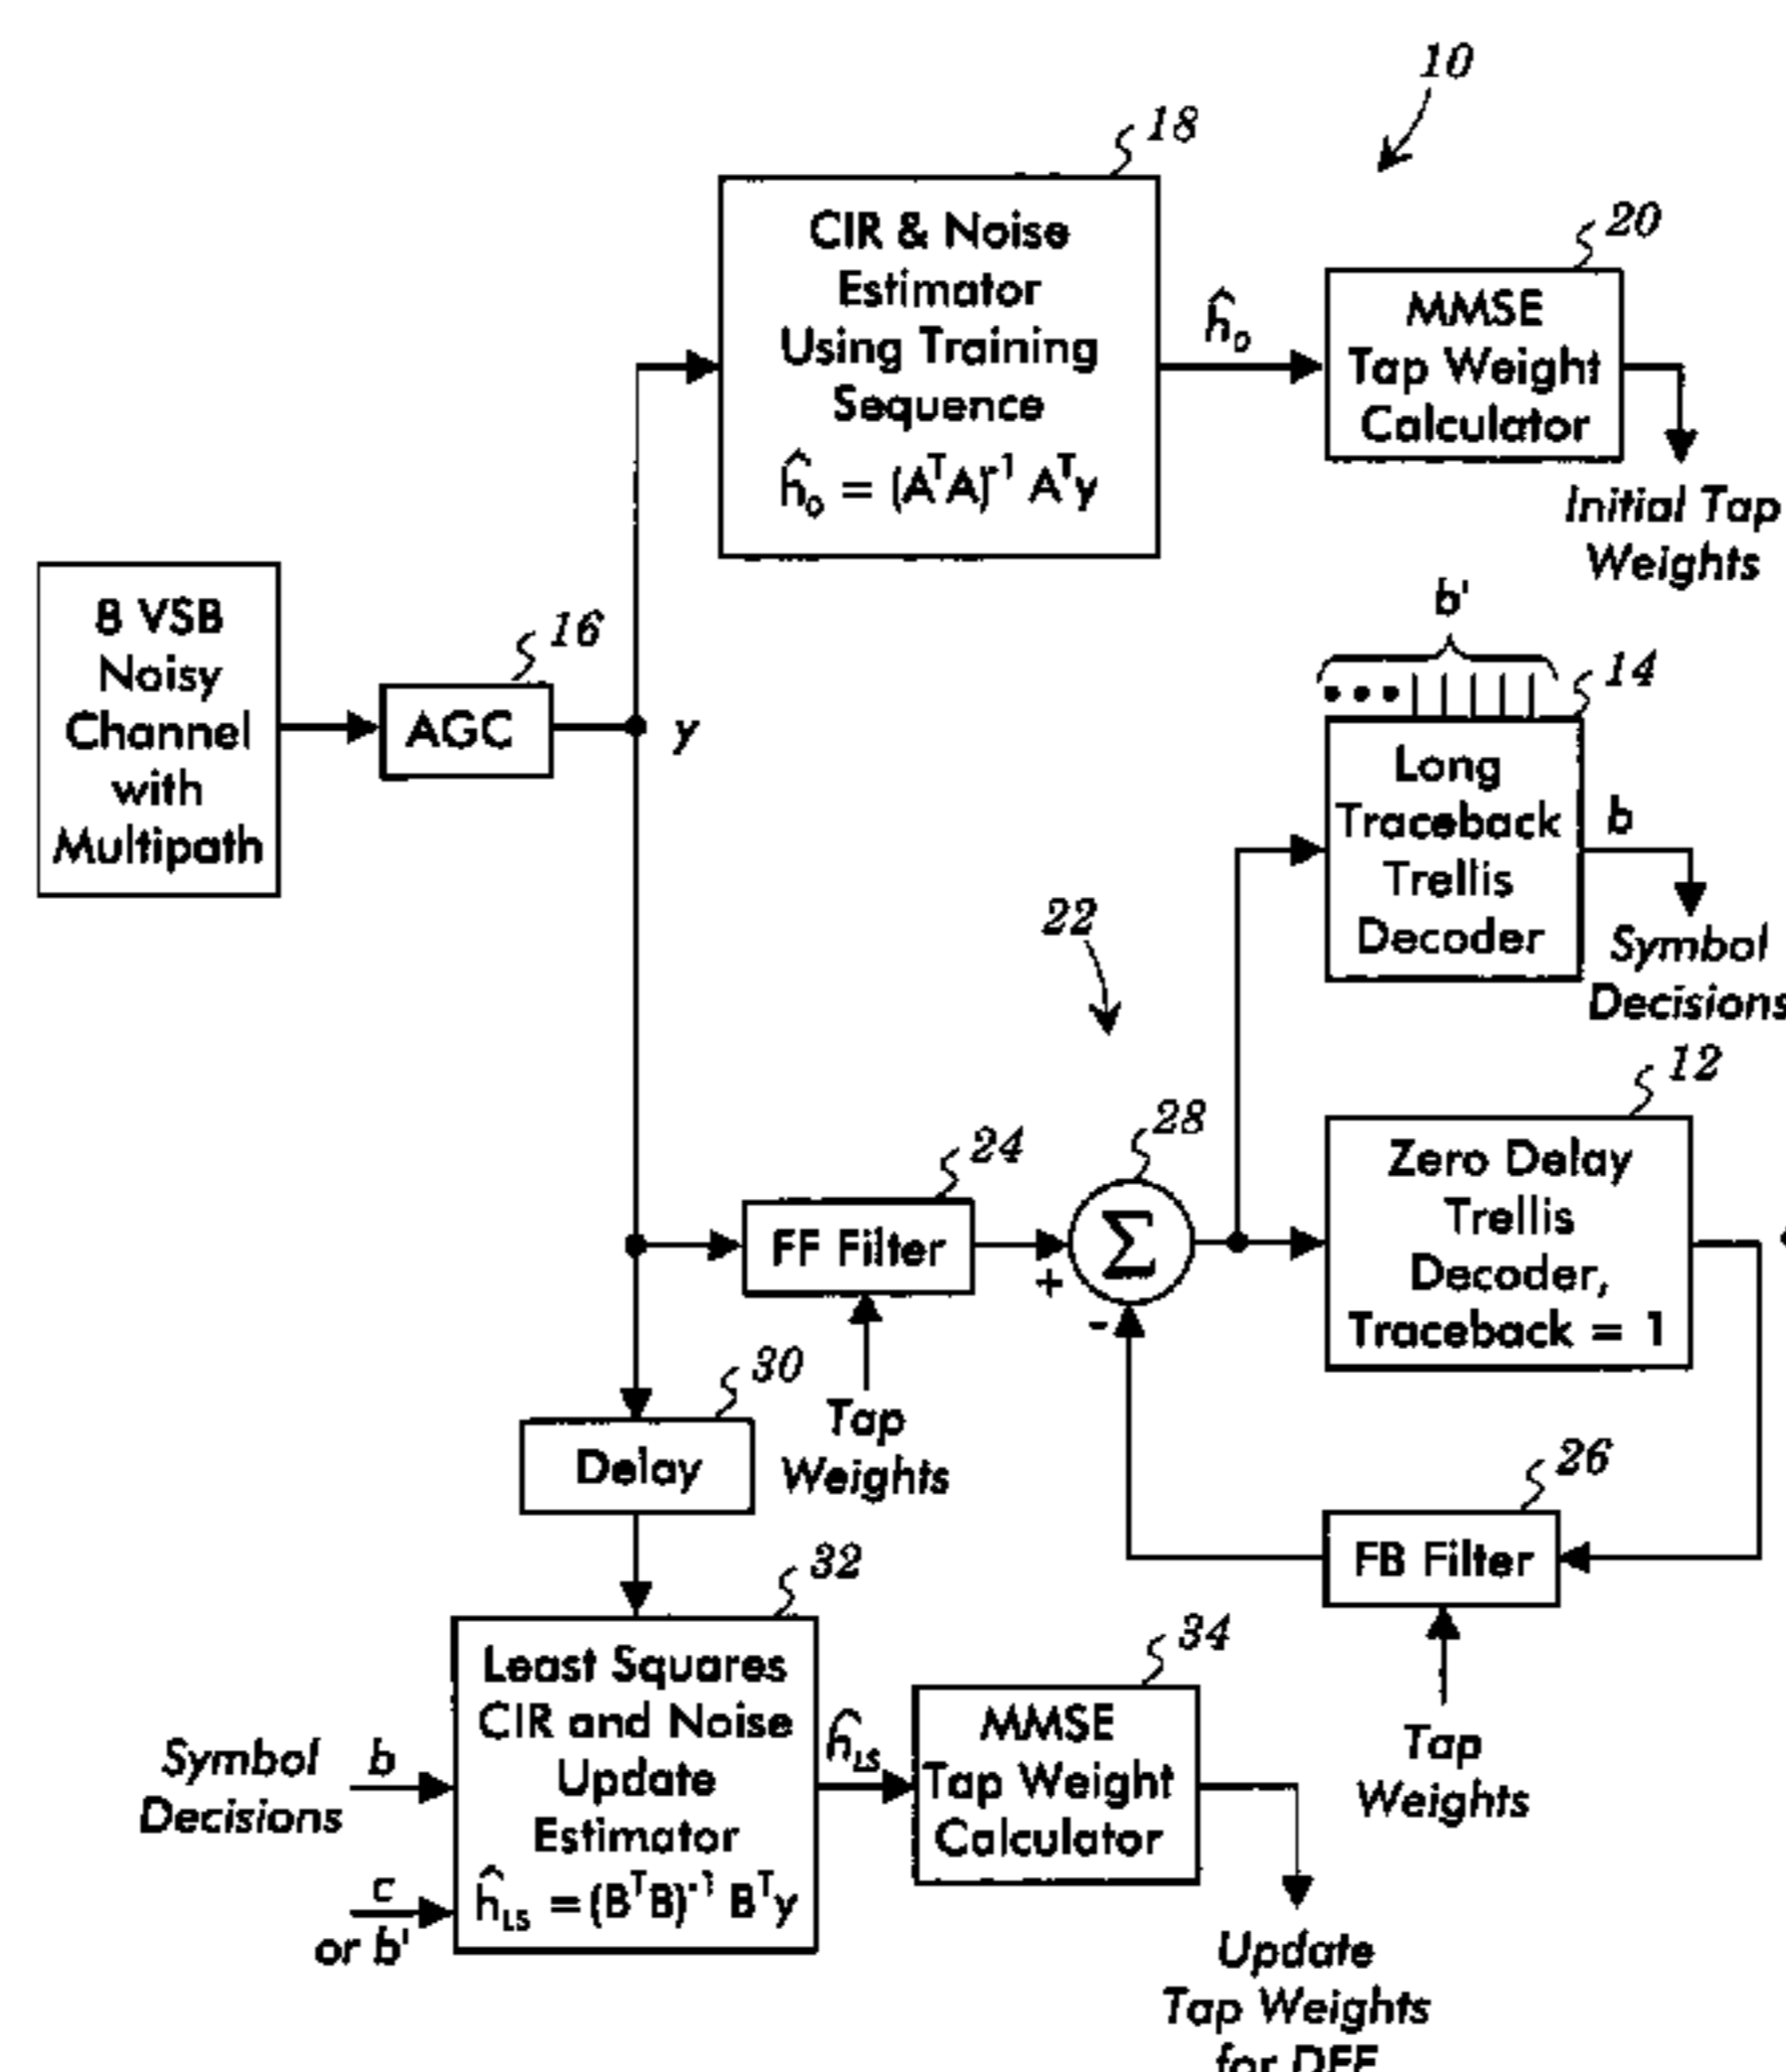 10
18
CIR & Noise
Estimator
Using Training
Sequence
ĥ₀ = (AᵀA)⁻¹ Aᵀy
ĥ₀
20
MMSE
Tap Weight
Calculator
Initial Tap
Weights
8 VSB
Noisy
Channel
with
Multipath
16
AGC
y
b'
14
Long
Traceback
Trellis
Decoder
b
Symbol
Decisions
22
12
Zero Delay
Trellis
Decoder,
Traceback = 1
28
Σ
+
-
24
FF Filter
Tap
Weights
30
Delay
26
FB Filter
Tap
Weights
32
Least Squares
CIR and Noise
Update
Estimator
ĥLS = (BᵀB)⁻¹ Bᵀy
Symbol
Decisions
b
c
or b'
ĥLS
34
MMSE
Tap Weight
Calculator
Update
Tap Weights
for DFE